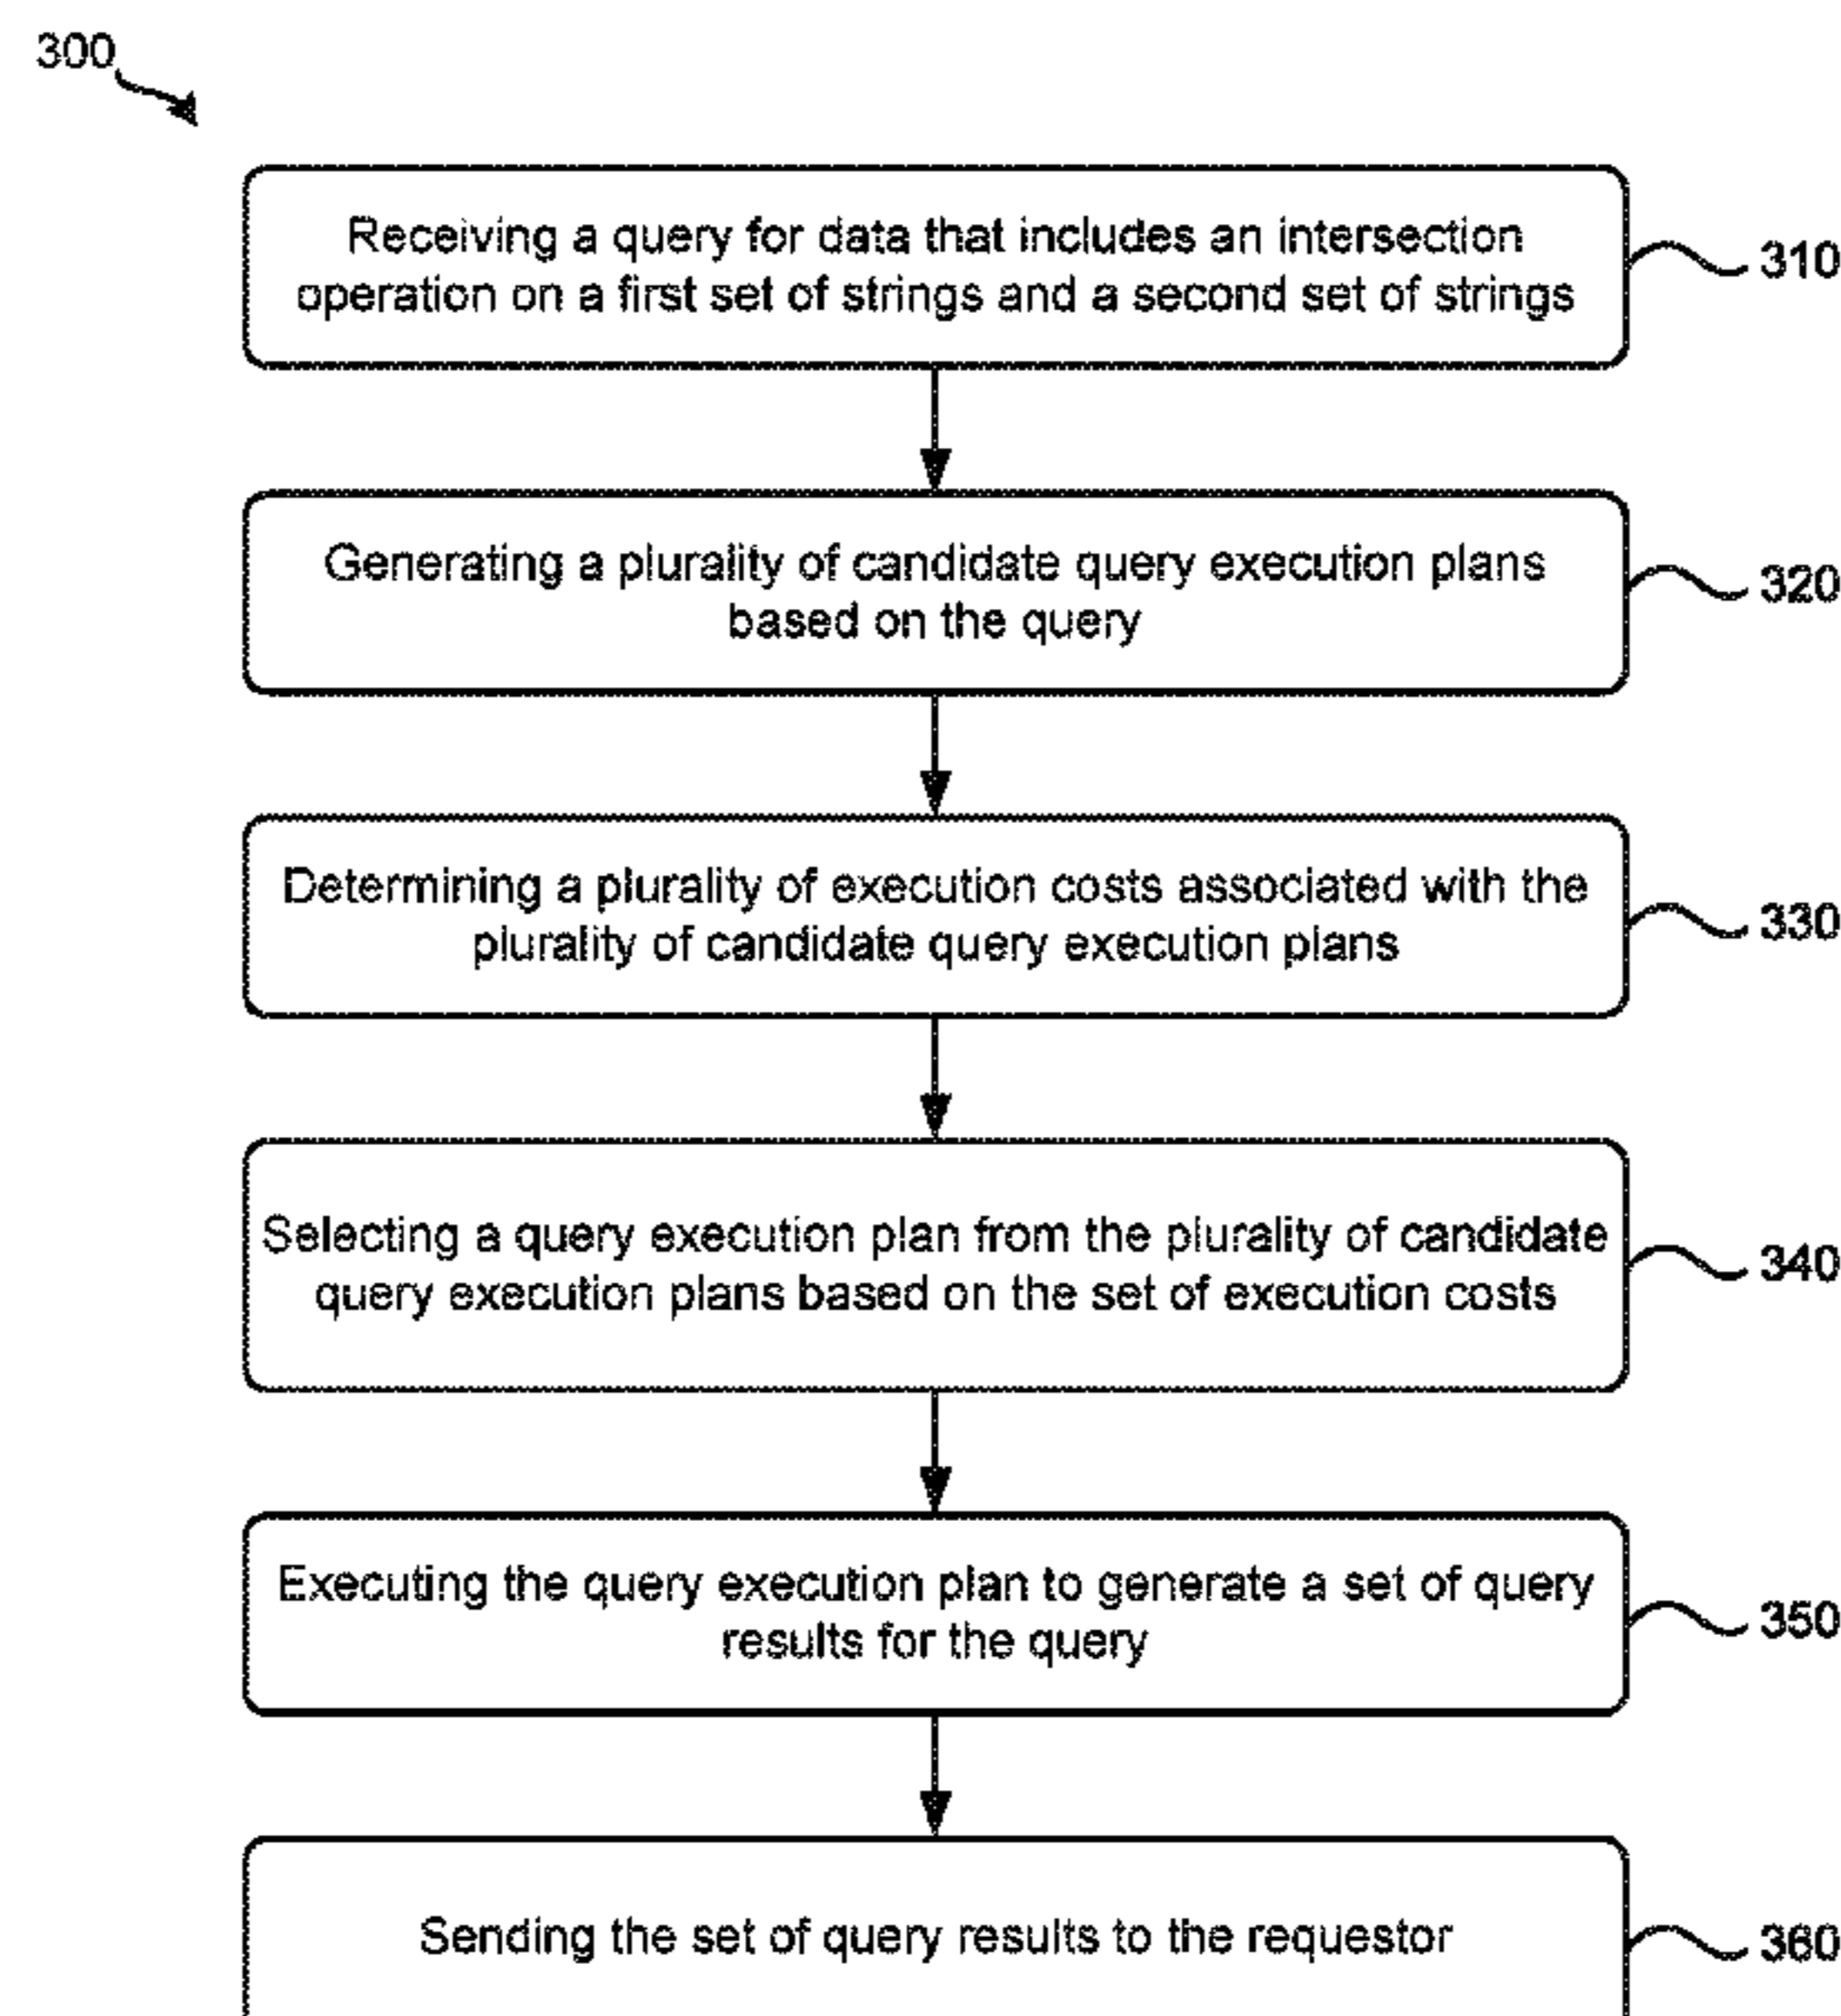 300
Receiving a query for data that includes an intersection
operation on a first set of strings and a second set of strings
310
Generating a plurality of candidate query execution plans
based on the query
320
Determining a plurality of execution costs associated with the
plurality of candidate query execution plans
330
Selecting a query execution plan from the plurality of candidate
query execution plans based on the set of execution costs
340
Executing the query execution plan to generate a set of query
results for the query
350
Sending the set of query results to the requestor
360